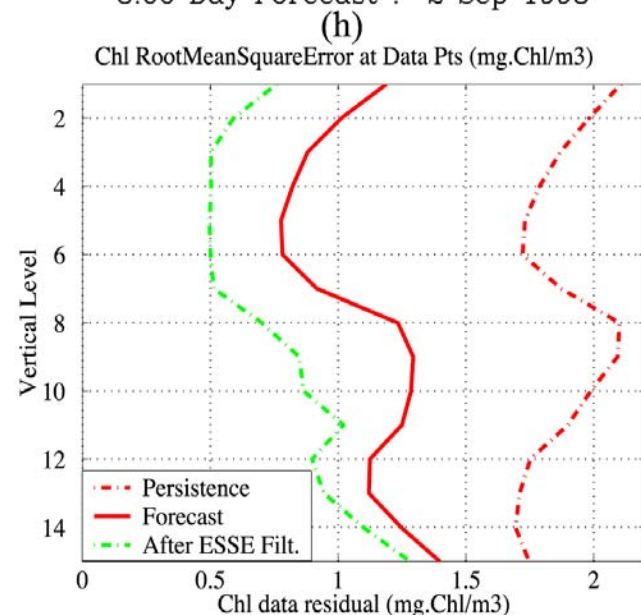 (h)
Chl RootMeanSquareError at Data Pts (mg.Chl/m3)
2
4
6
8
10
12
14
Vertical Level
Persistence
Forecast
After ESSE Filt.
0
0.5
1
1.5
2
Chl data residual (mg.Chl/m3)